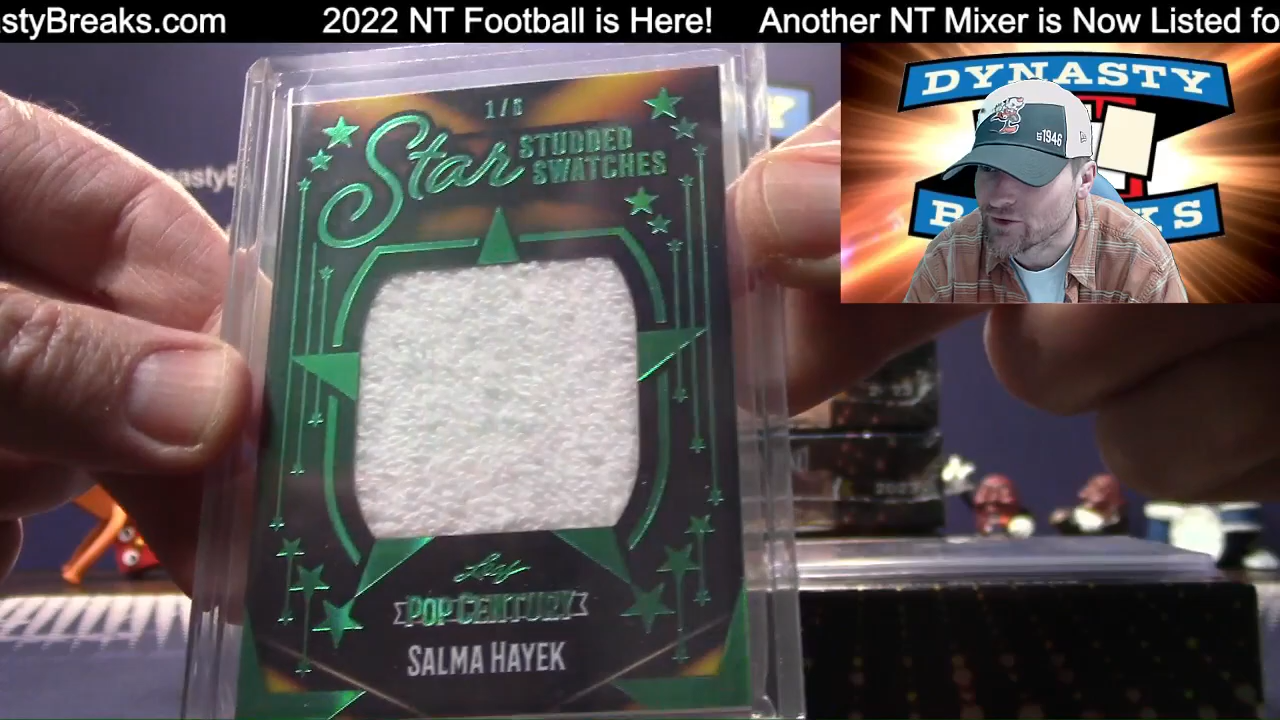 astyBreaks.com 2022 NT Football is Here! Another NT Mixer is Now Listed fo
DYNASTY
1946
1/5
Star STUDDED SWATCHES
Leaf
POP CENTURY
SALMA HAYEK